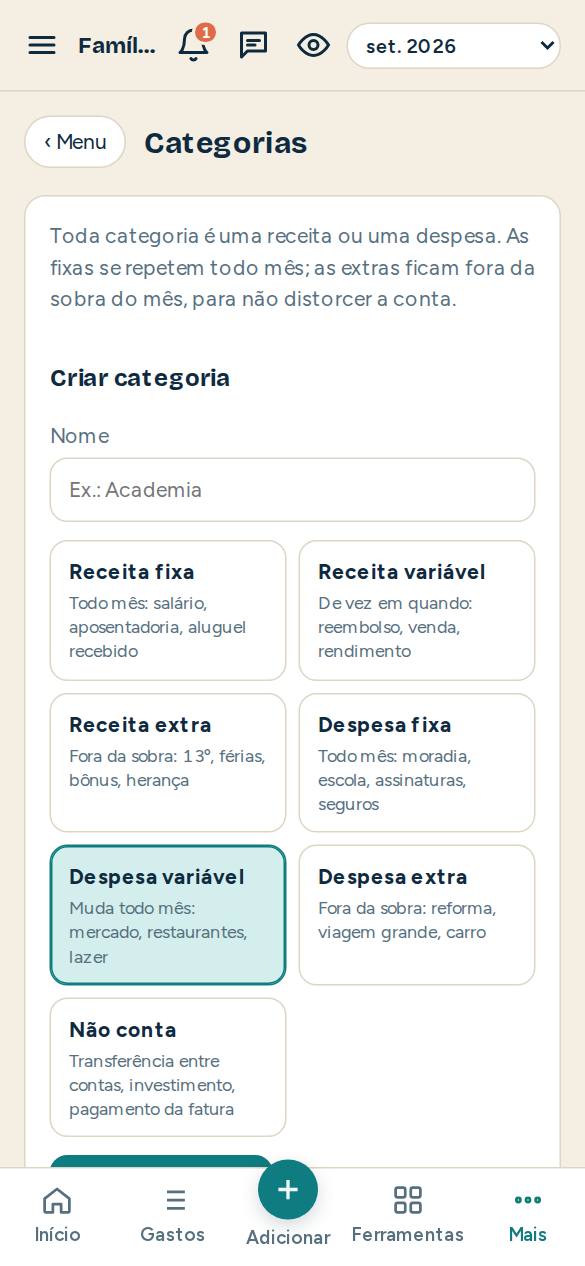 Famíl...
1
set. 2026
‹ Menu
Categorias
Toda categoria é uma receita ou uma despesa. As
fixas se repetem todo mês; as extras ficam fora da
sobra do mês, para não distorcer a conta.
Criar categoria
Nome
Ex.: Academia
Receita fixa
Todo mês: salário,
aposentadoria, aluguel
recebido
Receita variável
De vez em quando:
reembolso, venda,
rendimento
Receita extra
Fora da sobra: 13º, férias,
bônus, herança
Despesa fixa
Todo mês: moradia,
escola, assinaturas,
seguros
Despesa variável
Muda todo mês:
mercado, restaurantes,
lazer
Despesa extra
Fora da sobra: reforma,
viagem grande, carro
Não conta
Transferência entre
contas, investimento,
pagamento da fatura
Início
Gastos
Adicionar
Ferramentas
Mais